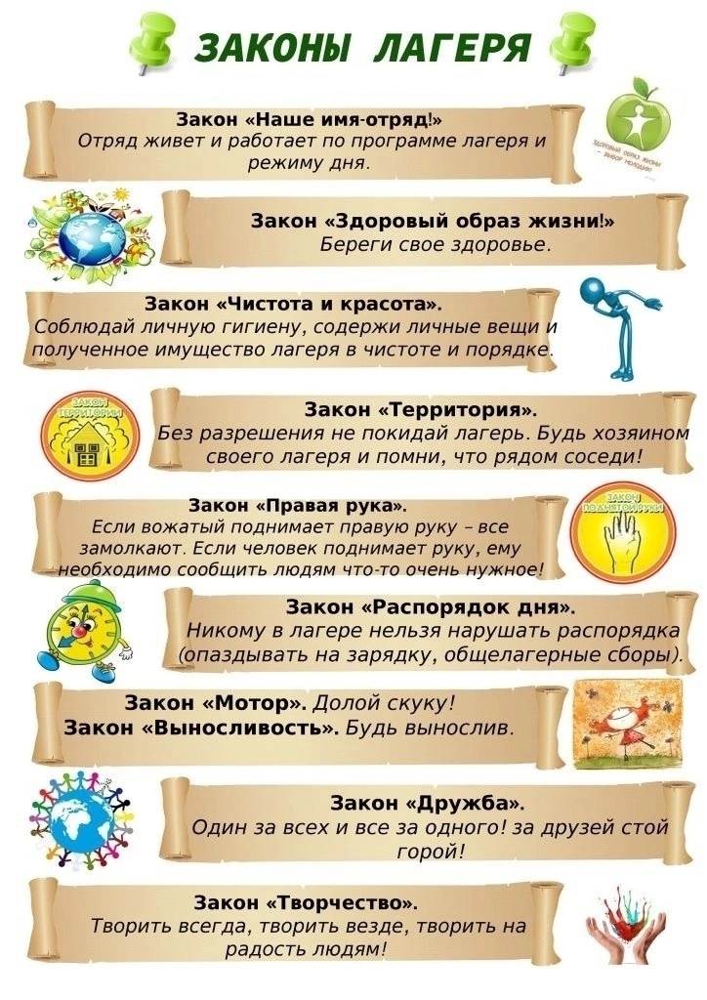 ЗАКОНЫ ЛАГЕРЯ
Закон «Наше имя-отряд!»
Отряд живет и работает по программе лагеря и
режиму дня.
ЗДОРОВЫЙ ОБРАЗ ЖИЗНИ
- ВЫБОР МОЛОДЫХ!
Закон «Здоровый образ жизни!»
Береги свое здоровье.
Закон «Чистота и красота».
Соблюдай личную гигиену, содержи личные вещи и
полученное имущество лагеря в чистоте и порядке.
ЗАКОН
ТЕРРИТОРИИ
Закон «Территория».
Без разрешения не покидай лагерь. Будь хозяином
своего лагеря и помни, что рядом соседи!
Закон «Правая рука».
Если вожатый поднимает правую руку – все
замолкают. Если человек поднимает руку, ему
необходимо сообщить людям что-то очень нужное!
ЗАКОН
ПОДНЯТОЙ РУКИ
Закон «Распорядок дня».
Никому в лагере нельзя нарушать распорядка
(опаздывать на зарядку, общелагерные сборы).
Закон «Мотор». Долой скуку!
Закон «Выносливость». Будь вынослив.
Закон «Дружба».
Один за всех и все за одного! за друзей стой
горой!
Закон «Творчество».
Творить всегда, творить везде, творить на
радость людям!